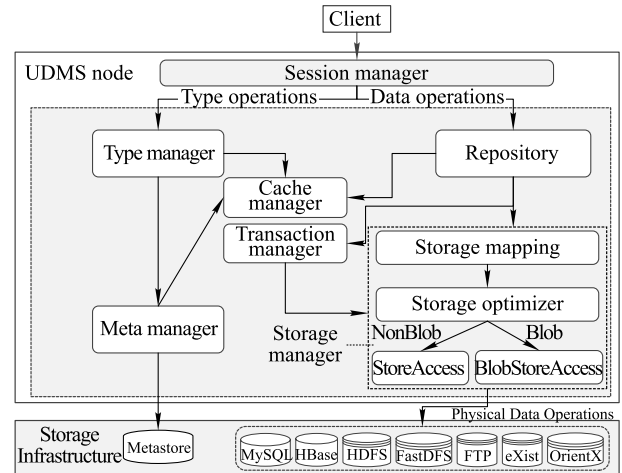 Client
UDMS node
Session manager
Type operations
Data operations
Type manager
Repository
Cache
manager
Transaction
manager
Storage mapping
Meta manager
Storage optimizer
Storage
manager
NonBlob
Blob
StoreAccess
BlobStoreAccess
Physical Data Operations
Storage
Infrastructure
Metastore
MySQL
HBase
HDFS
FastDFS
FTP
eXist
OrientX